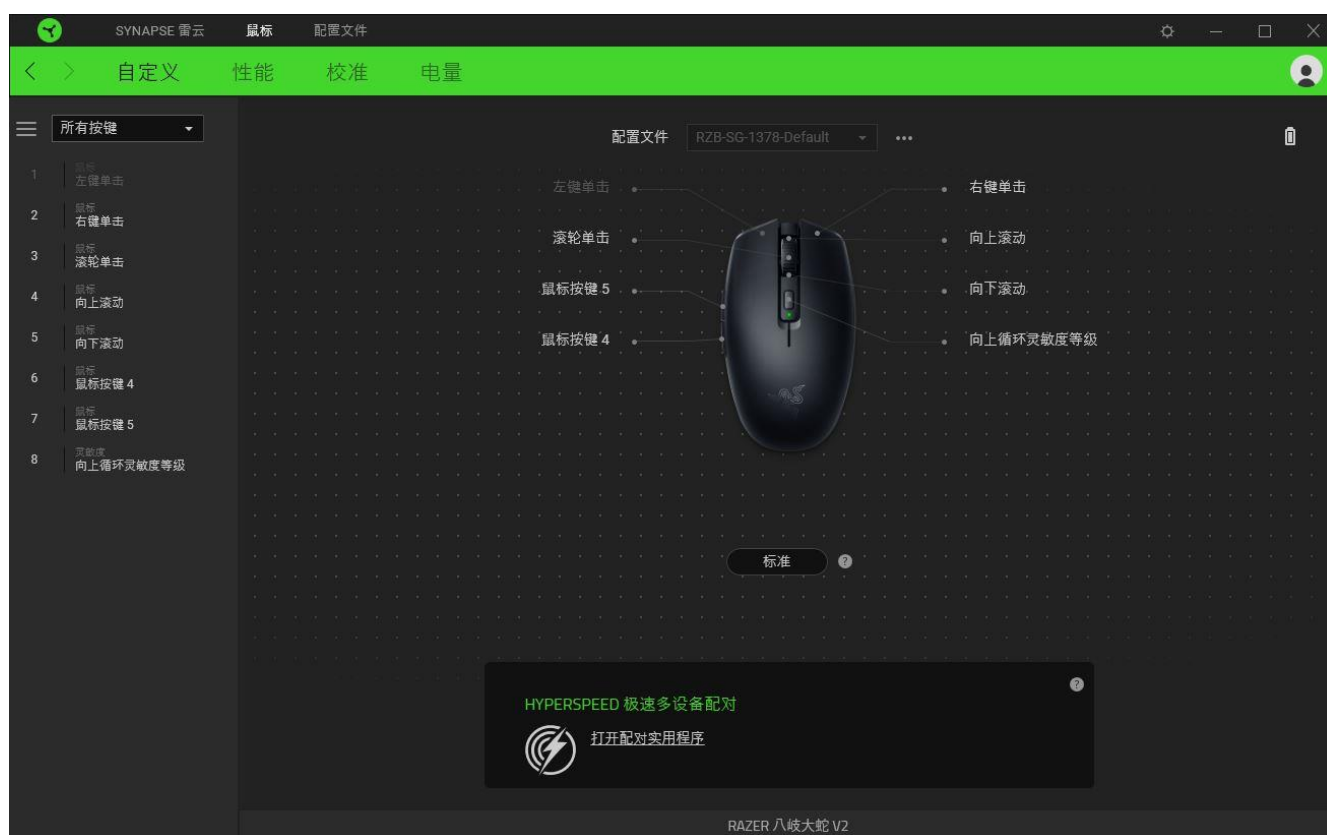 SYNAPSE 雷云 鼠标 配置文件
自定义 性能 校准 电量
所有按键
配置文件 RZB-SG-1378-Default
1 鼠标
左键单击
2 鼠标
右键单击
3 鼠标
滚轮单击
4 鼠标
向上滚动
5 鼠标
向下滚动
6 鼠标
鼠标按键 4
7 鼠标
鼠标按键 5
8 灵敏度
向上循环灵敏度等级
左键单击
右键单击
滚轮单击
向上滚动
鼠标按键 5
向下滚动
鼠标按键 4
向上循环灵敏度等级
标准 ?
?
HYPERSPEED 极速多设备配对
打开配对实用程序
RAZER 八岐大蛇 V2